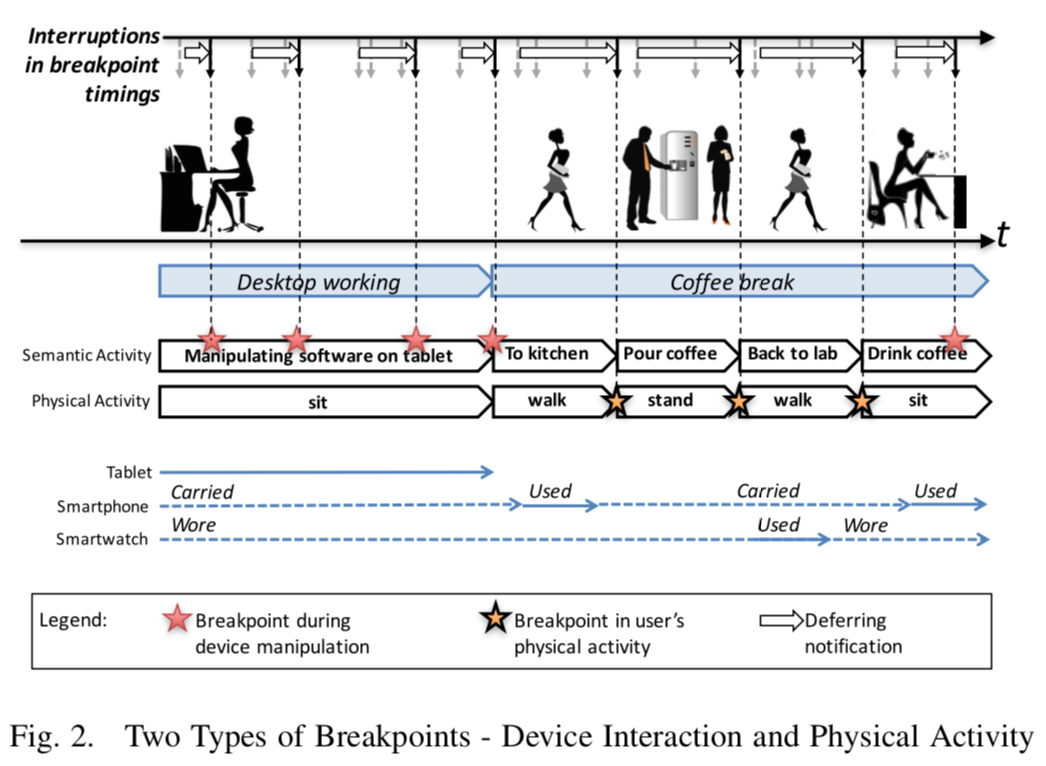 Interruptions
in breakpoint
timings
t
Desktop working
Coffee break
Semantic Activity
Manipulating software on tablet
To kitchen
Pour coffee
Back to lab
Drink coffee
Physical Activity
sit
walk
stand
walk
sit
Tablet
Smartphone
Carried
Used
Carried
Used
Smartwatch
Wore
Used
Wore
Legend:
Breakpoint during
device manipulation
Breakpoint in user's
physical activity
Deferring
notification
Fig. 2. Two Types of Breakpoints - Device Interaction and Physical Activity